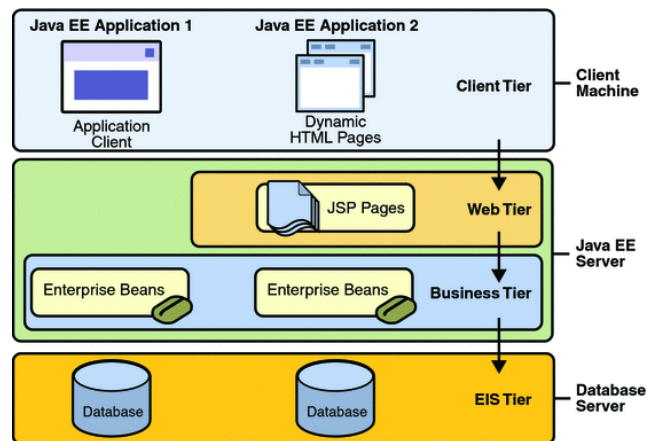 Java EE Application 1
Java EE Application 2
Application
Client
Dynamic
HTML Pages
Client Tier
Client
Machine
JSP Pages
Web Tier
Java EE
Server
Enterprise Beans
Enterprise Beans
Business Tier
Database
Database
EIS Tier
Database
Server